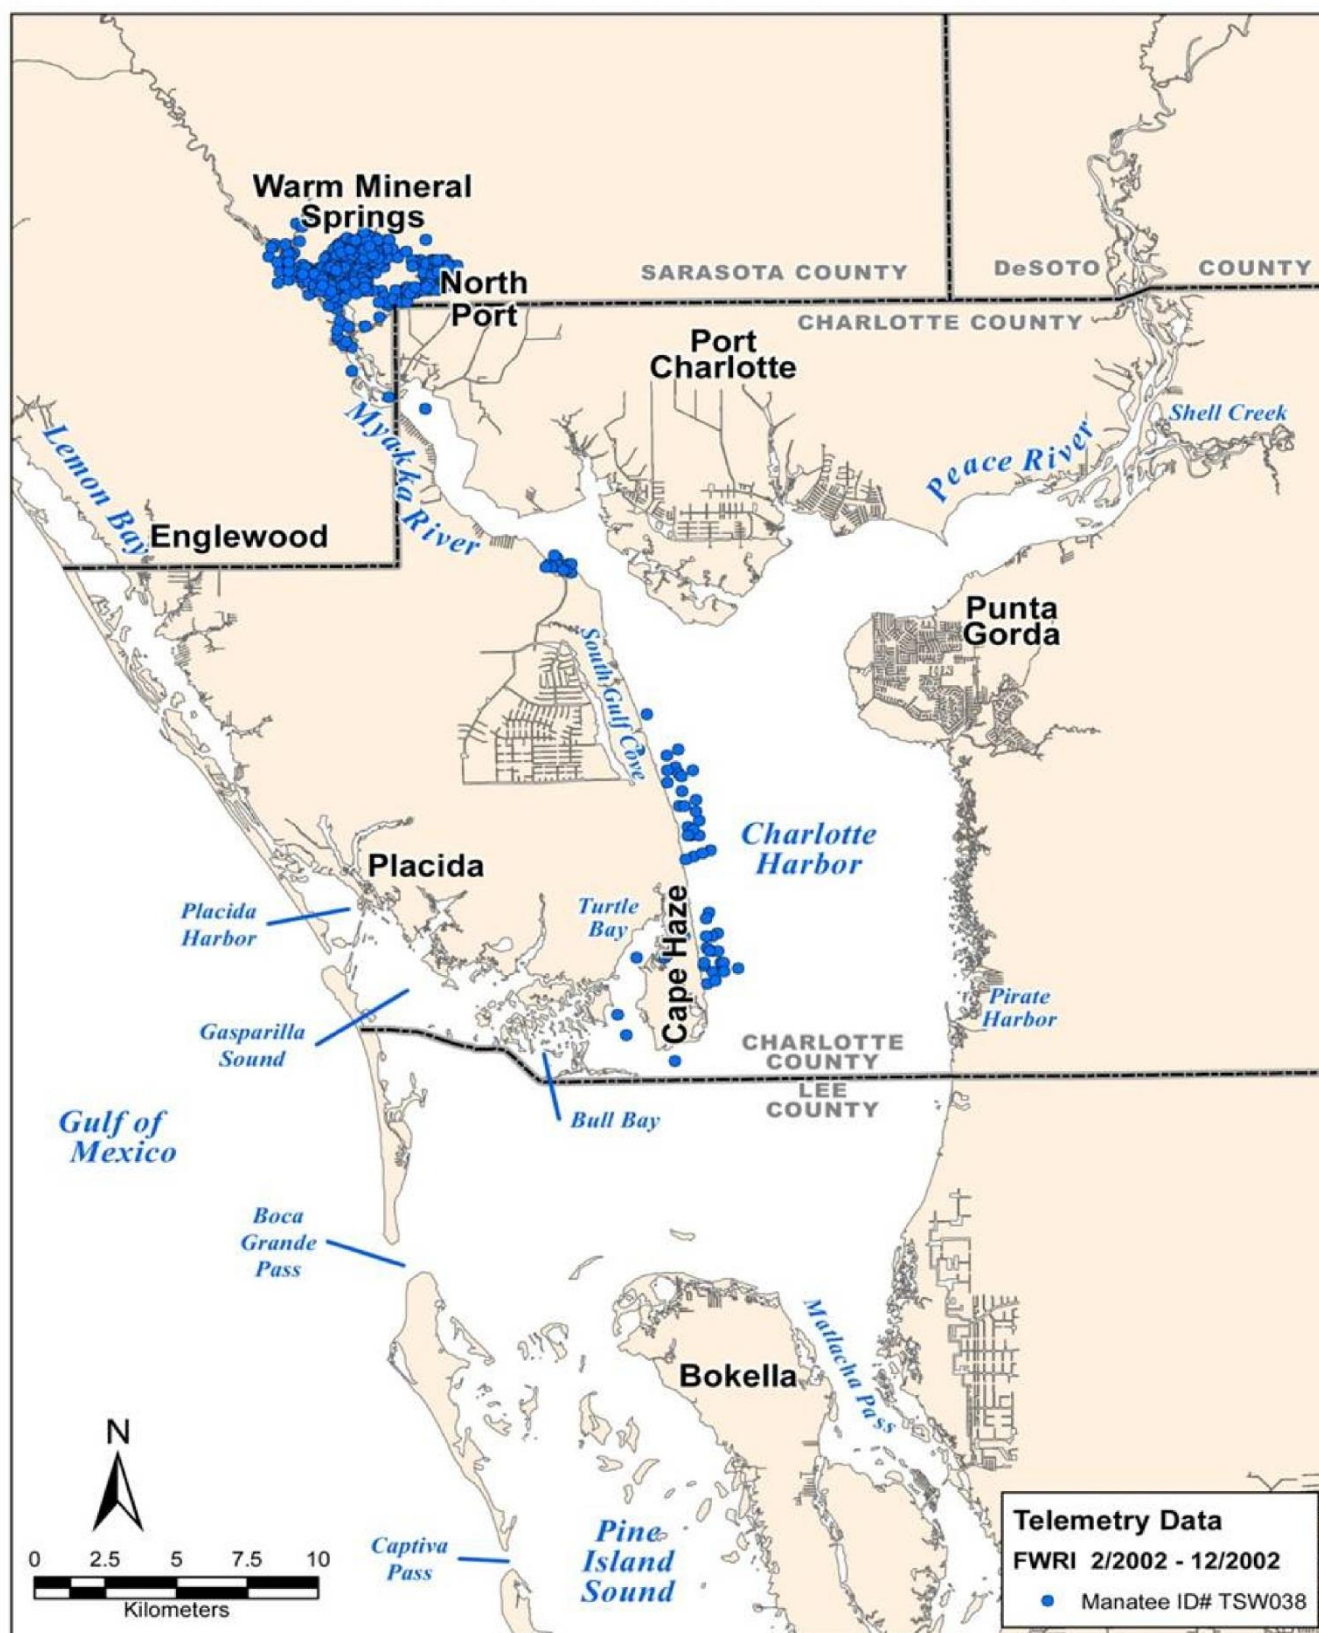 Warm Mineral
Springs
North
Port
SARASOTA COUNTY
DeSOTO
COUNTY
CHARLOTTE COUNTY
Port
Charlotte
Shell Creek
Peace River
Myakka River
Lemon Bay
Englewood
Punta
Gorda
South Gulf Cove
Charlotte
Harbor
Placida
Placida
Harbor
Turtle
Bay
Cape Haze
Pirate
Harbor
Gasparilla
Sound
CHARLOTTE
COUNTY
LEE
COUNTY
Bull Bay
Gulf of
Mexico
Boca
Grande
Pass
Matlacha Pass
Bokella
N
0 2.5 5 7.5 10
Kilometers
Captiva
Pass
Pine
Island
Sound
Telemetry Data
FWRI 2/2002 - 12/2002
Manatee ID# TSW038